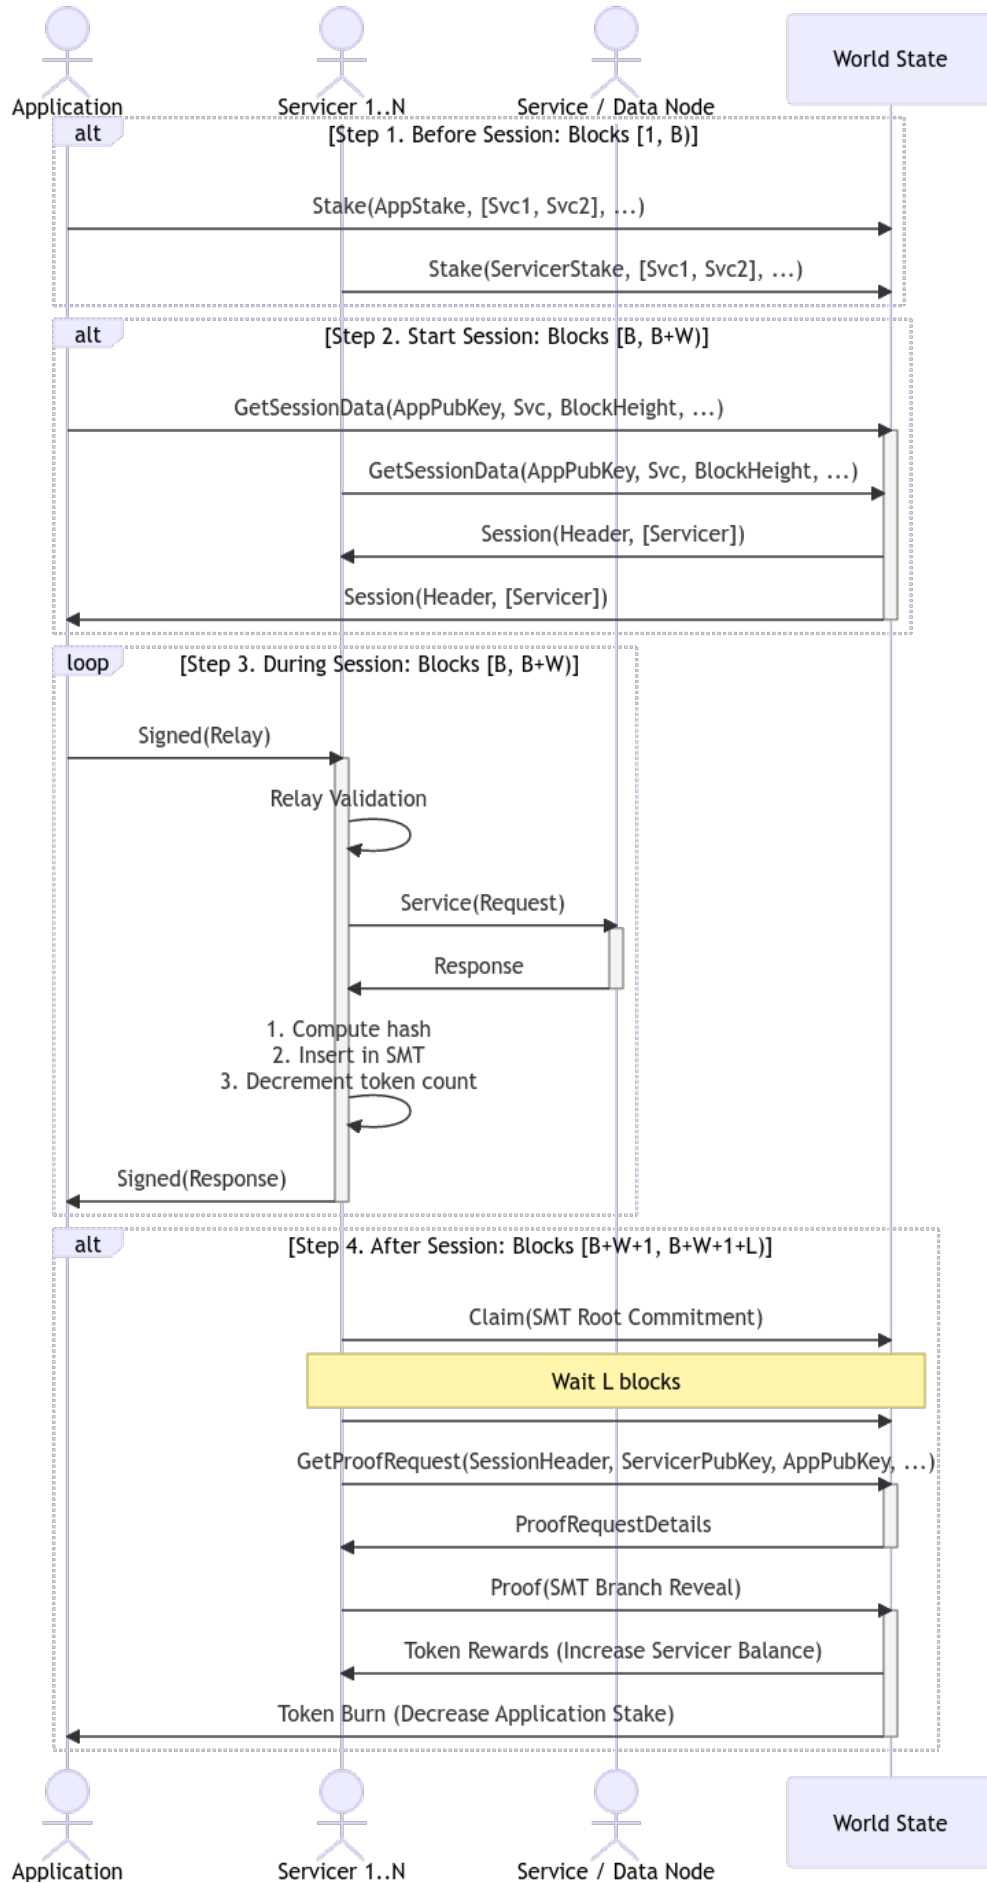 Application
Servicer 1..N
Service / Data Node
World State
alt
[Step 1. Before Session: Blocks [1, B)]
Stake(AppStake, [Svc1, Svc2], ...)
Stake(ServicerStake, [Svc1, Svc2], ...)
alt
[Step 2. Start Session: Blocks [B, B+W)]
GetSessionData(AppPubKey, Svc, BlockHeight, ...)
GetSessionData(AppPubKey, Svc, BlockHeight, ...)
Session(Header, [Servicer])
Session(Header, [Servicer])
loop
[Step 3. During Session: Blocks [B, B+W)]
Signed(Relay)
Relay Validation
Service(Request)
Response
1. Compute hash
2. Insert in SMT
3. Decrement token count
Signed(Response)
alt
[Step 4. After Session: Blocks [B+W+1, B+W+1+L)]
Claim(SMT Root Commitment)
Wait L blocks
GetProofRequest(SessionHeader, ServicerPubKey, AppPubKey, ...)
ProofRequestDetails
Proof(SMT Branch Reveal)
Token Rewards (Increase Servicer Balance)
Token Burn (Decrease Application Stake)
Application
Servicer 1..N
Service / Data Node
World State